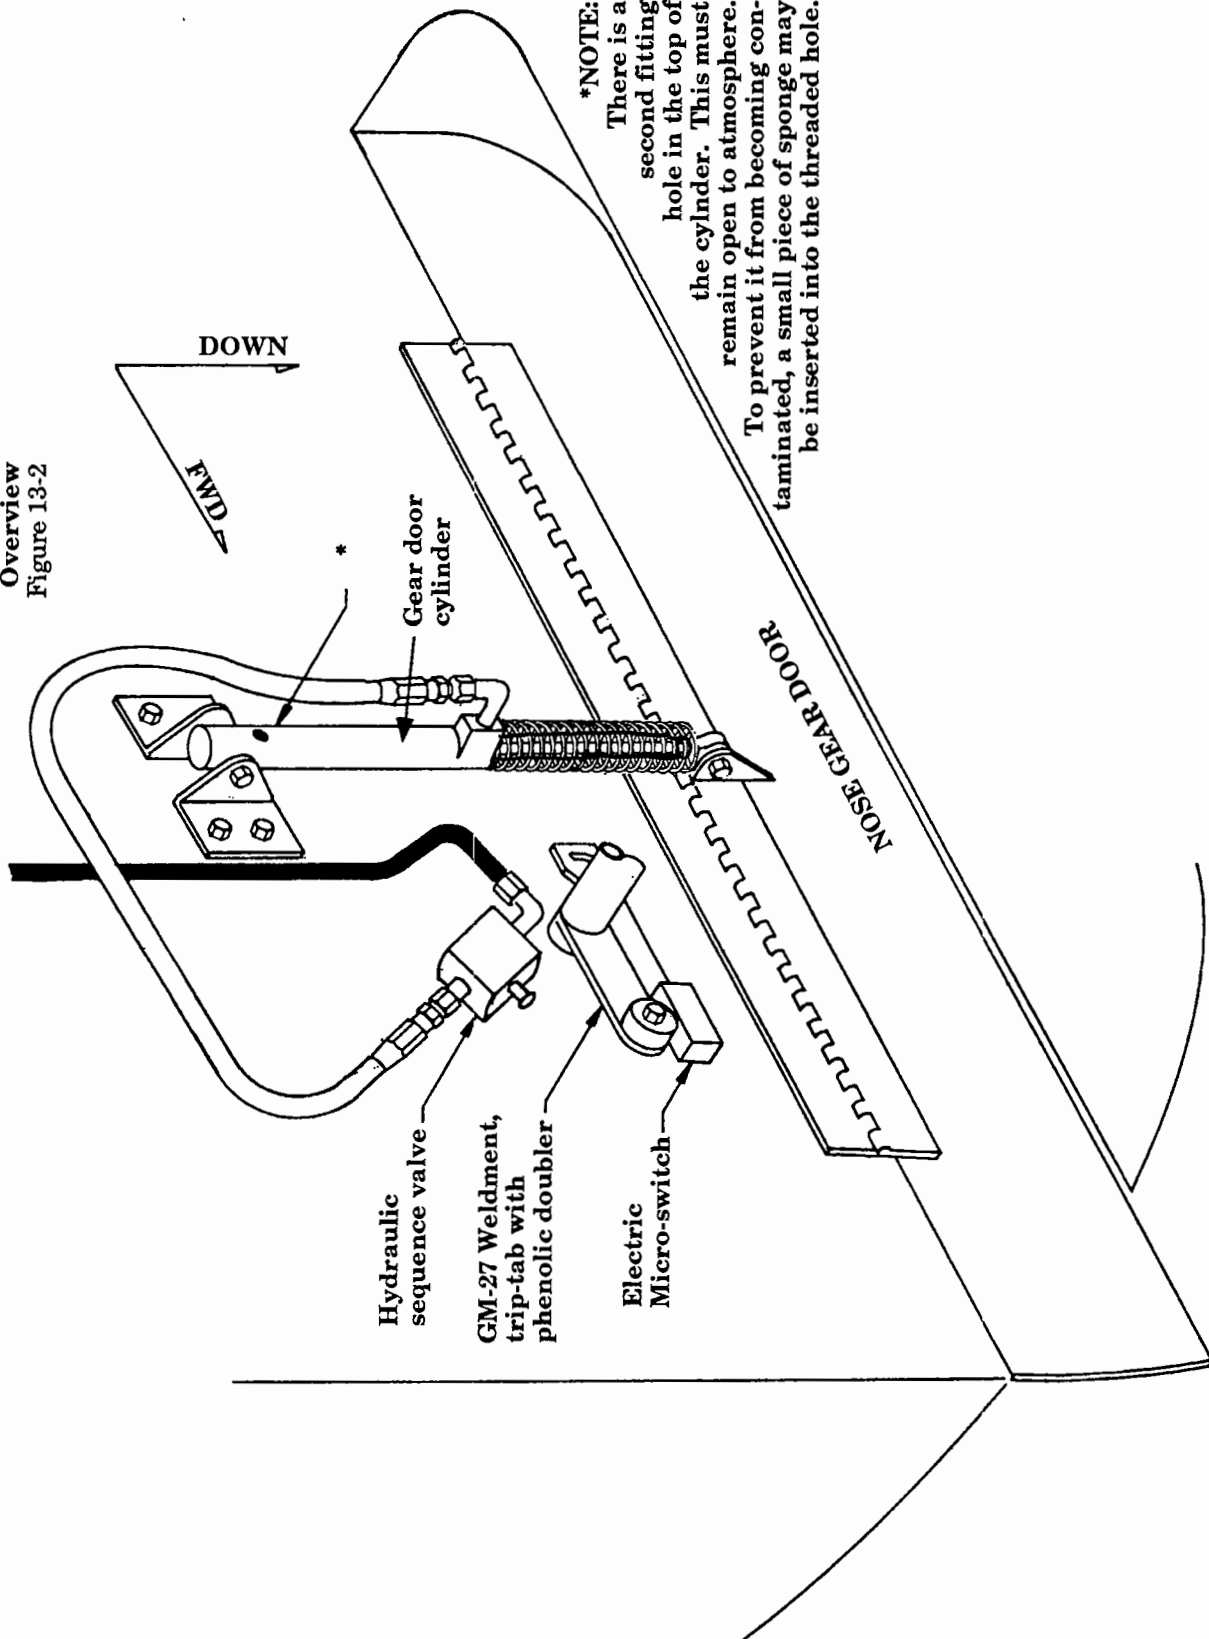 Overview
Figure 13-2
DOWN
FWD
*
Gear door
cylinder
Hydraulic
sequence valve
GM-27 Weldment,
trip-tab with
phenolic doubler
Electric
Micro-switch
NOSE GEAR DOOR
*NOTE:
There is a
second fitting
hole in the top of
the cylnder. This must
remain open to atmosphere.
To prevent it from becoming con-
taminated, a small piece of sponge may
be inserted into the threaded hole.